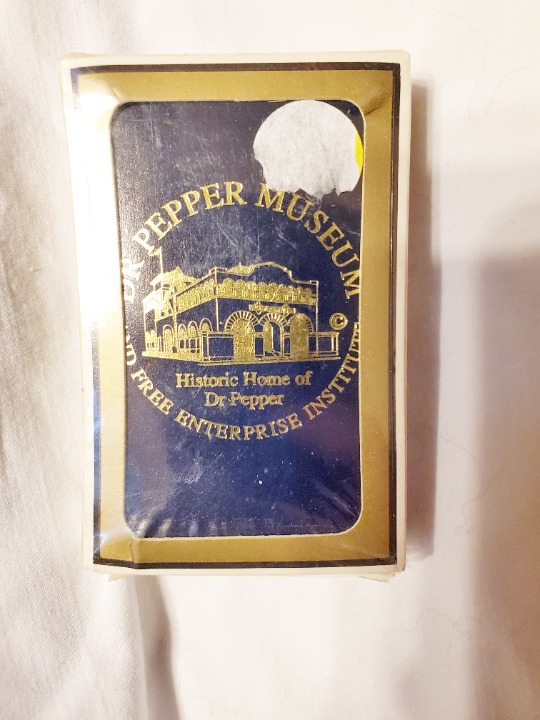 DR PEPPER MUSEUM
©
Historic Home of
Dr Pepper
FREE ENTERPRISE INSTITUTE